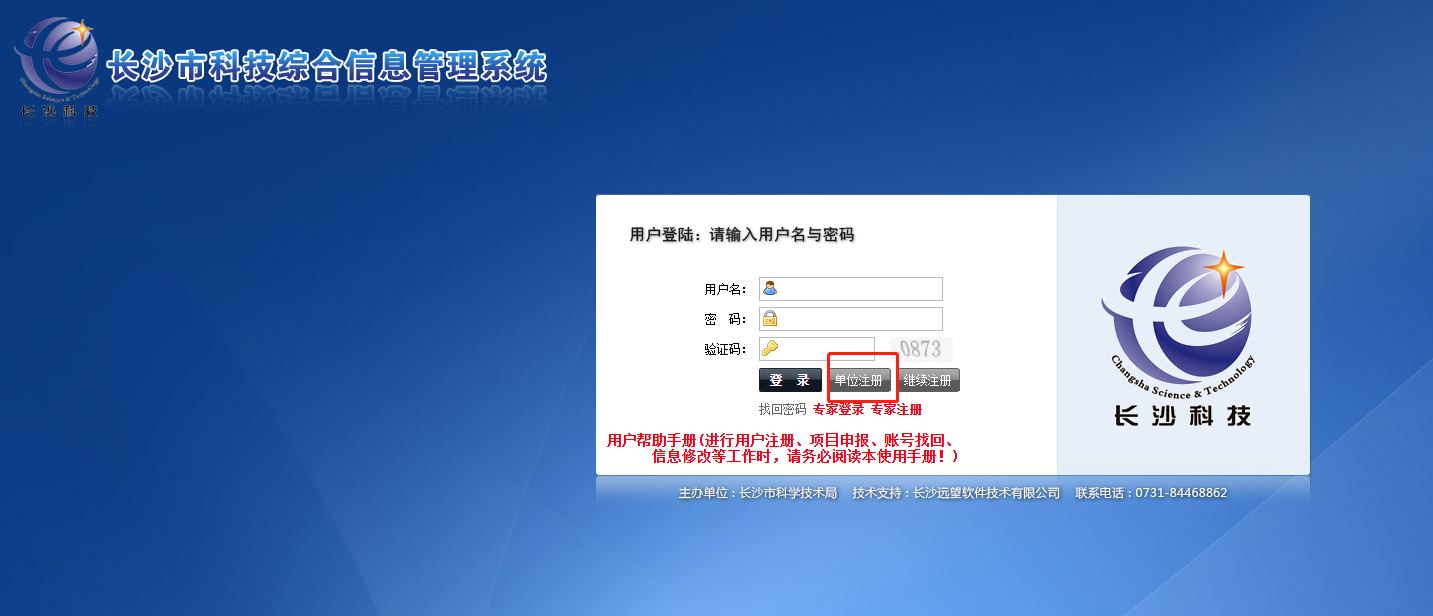 长沙市科技综合信息管理系统
Changsha Science & Technology
长沙科技
用户登陆：请输入用户名与密码
用户名：
密 码：
验证码：
0873
登 录 单位注册 继续注册
找回密码 专家登录 专家注册
用户帮助手册(进行用户注册、项目申报、账号找回、
信息修改等工作时，请务必阅读本使用手册！)
Changsha Science & Technology
长沙科技
主办单位：长沙市科学技术局 技术支持：长沙远望软件技术有限公司 联系电话：0731-84468862